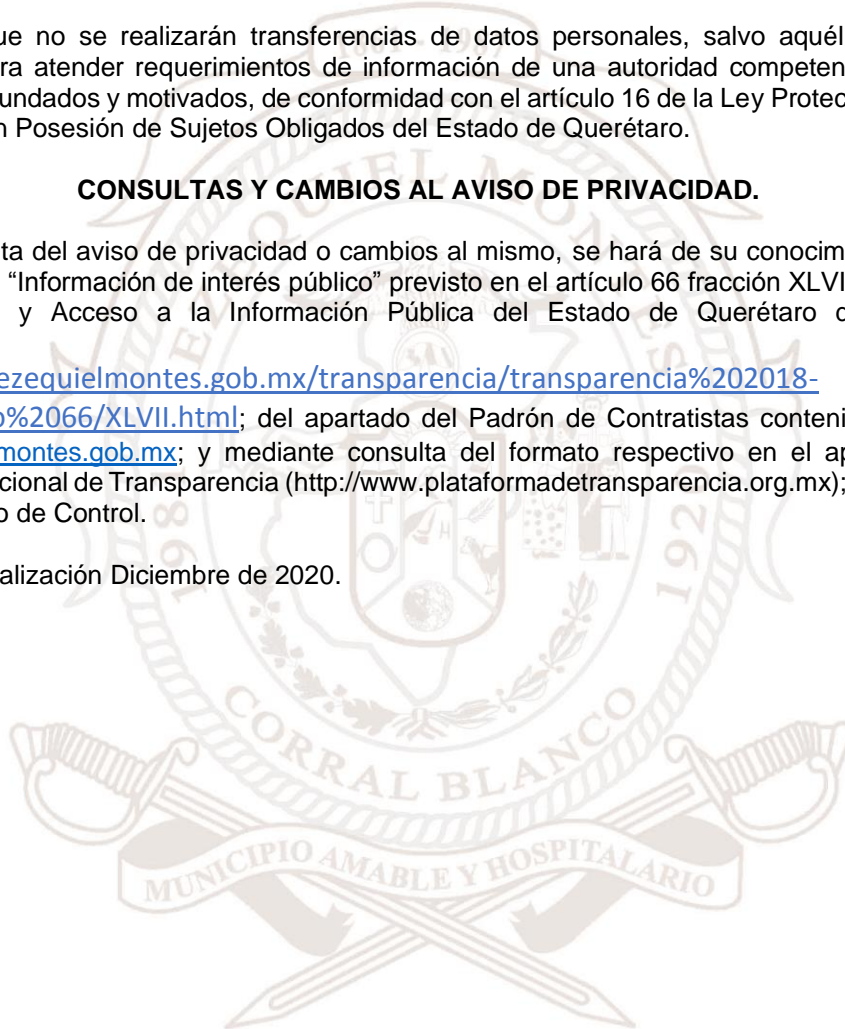 ue no se realizarán transferencias de datos personales, salvo aquél
ra atender requerimientos de información de una autoridad competen
undados y motivados, de conformidad con el artículo 16 de la Ley Protec
n Posesión de Sujetos Obligados del Estado de Querétaro.
CONSULTAS Y CAMBIOS AL AVISO DE PRIVACIDAD.
ta del aviso de privacidad o cambios al mismo, se hará de su conocim
“Información de interés público” previsto en el artículo 66 fracción XLVI
y Acceso a la Información Pública del Estado de Querétaro
ezequielmontes.gob.mx/transparencia/transparencia%202018-
o%2066/XLVII.html; del apartado del Padrón de Contratistas conteni
montes.gob.mx; y mediante consulta del formato respectivo en el ap
cional de Transparencia (http://www.plataformadetransparencia.org.mx);
o de Control.
alización Diciembre de 2020.
EZEQUIEL MONTES
1920
CORRAL BLANCO
MUNICIPIO AMABLE Y HOSPITALARIO